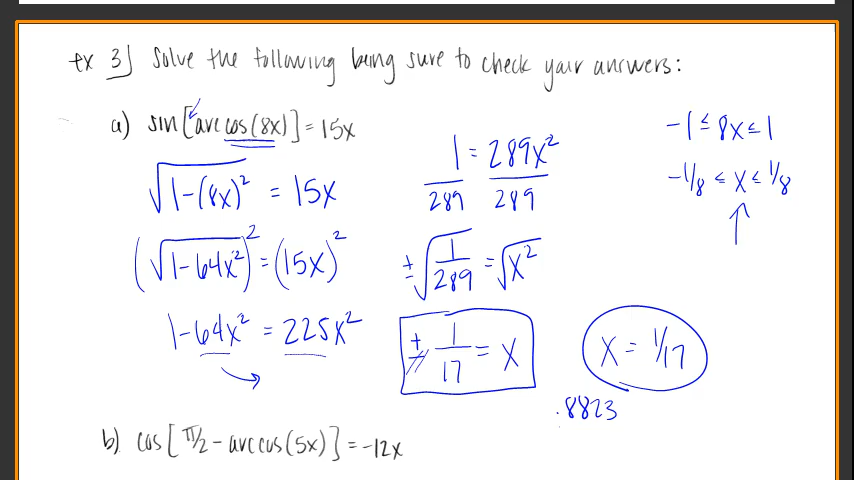 ex 3] Solve the following being sure to check your answers:
a) sin[arccos(8x)] = 15x
√1-(8x)² = 15x
(√1-64x²)² = (15x)²
1-64x² = 225x²
1 = 289x²
289 289
±√1/289 = √x²
± 1/17 = x
-1 ≤ 8x ≤ 1
-1/8 ≤ x ≤ 1/8
x = 1/17
.8823
b) cos[π/2 - arccos(5x)] = -12x